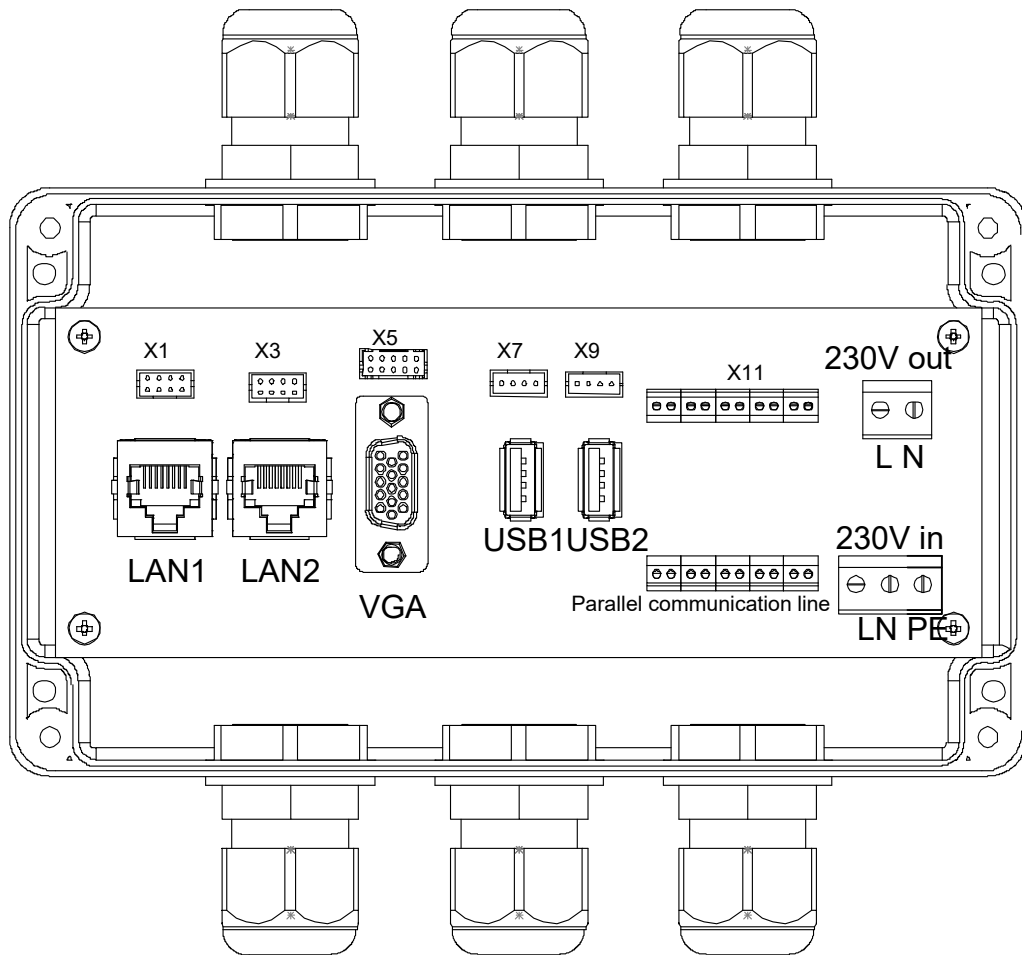 X1
X3
X5
X7
X9
X11
230V out
L N
USB1USB2
230V in
LAN1
LAN2
VGA
Parallel communication line
LN PE